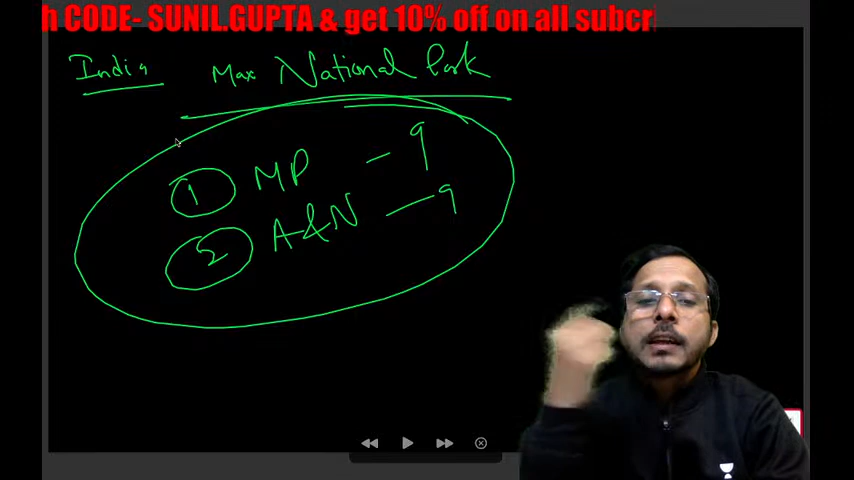 h CODE- SUNIL.GUPTA & get 10% off on all subcr
India Max National Park
1 MP - 9
2 A&N - 9